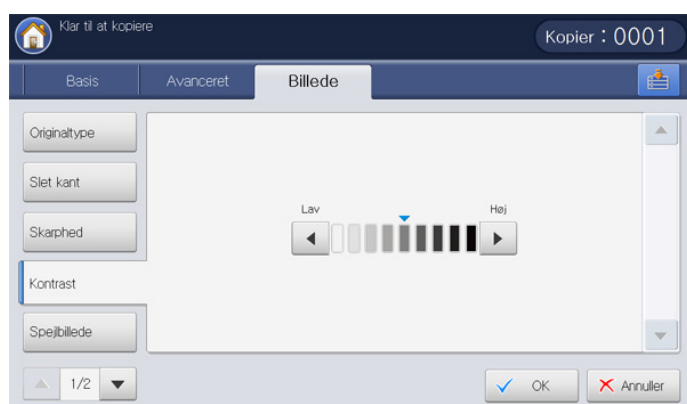 Klar til at kopiere
Kopier : 0001
Basis
Avanceret
Billede
Originaltype
Slet kant
Skarphed
Kontrast
Spejlbillede
Lav
Høj
1/2
OK
Annuller